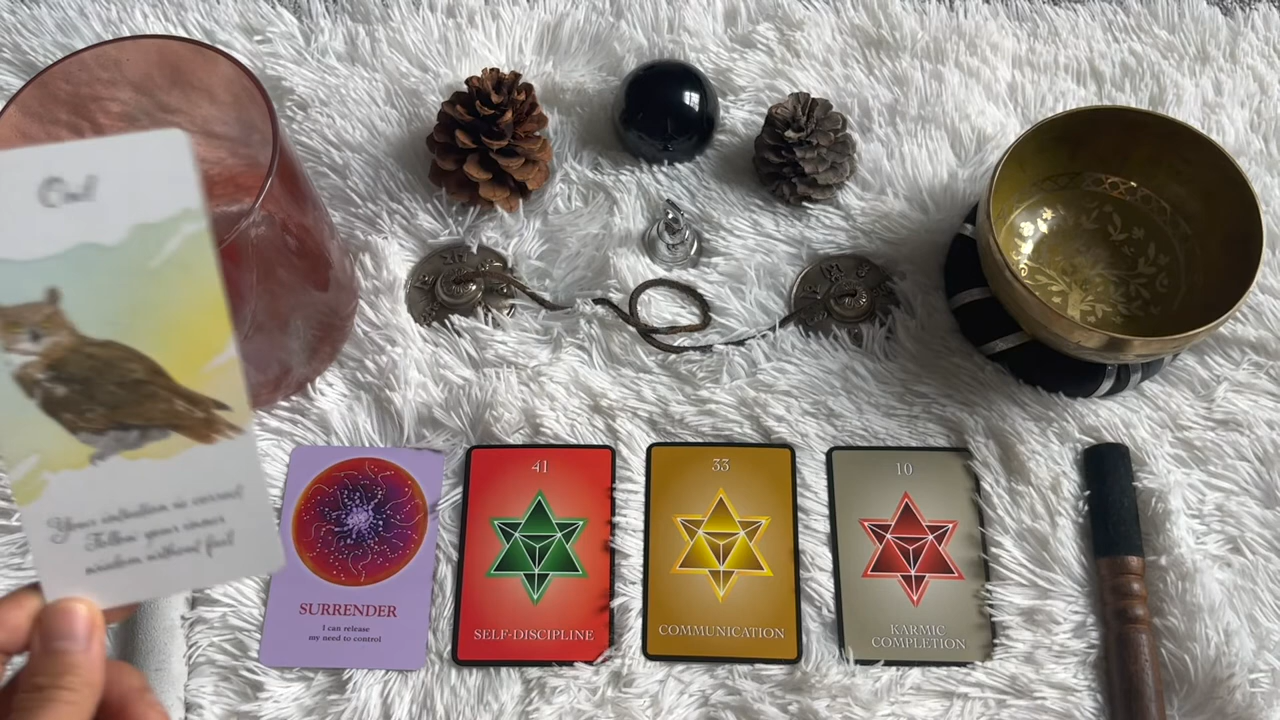 Owl
Your intuition is correct
Follow your inner
wisdom without fail
SURRENDER
I can release
my need to control
41
SELF-DISCIPLINE
33
COMMUNICATION
10
KARMIC
COMPLETION